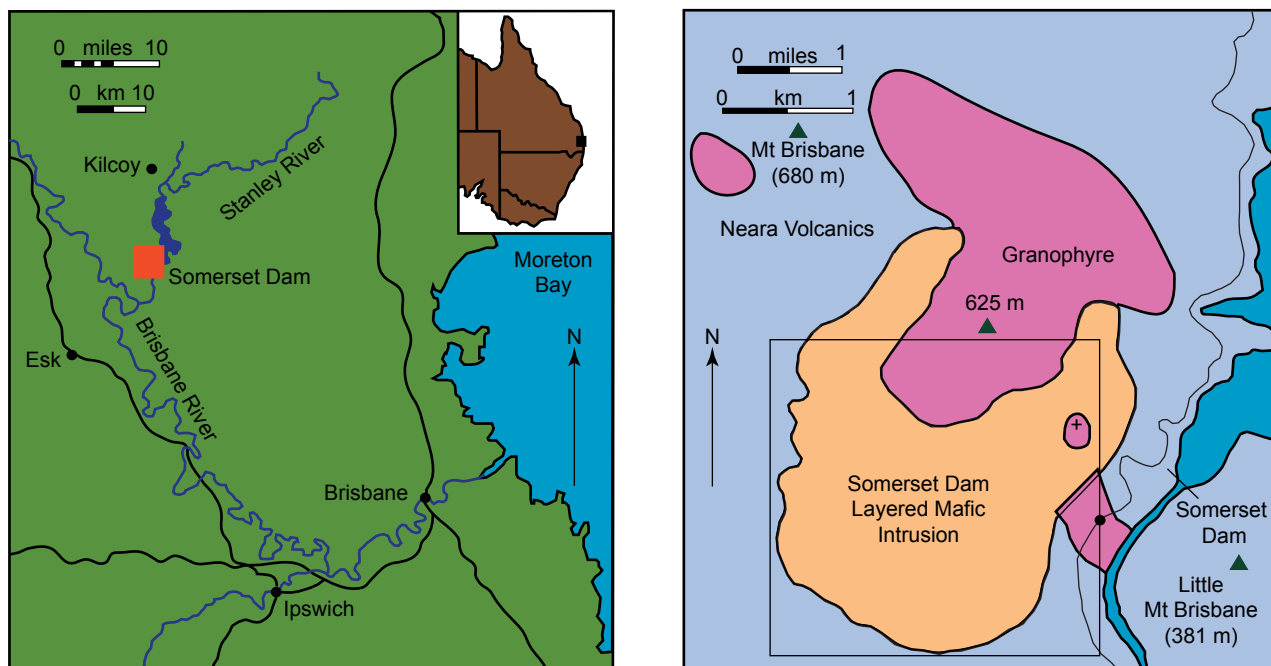 0 miles 10
0 km 10
Kilcoy
Stanley River
Somerset Dam
Moreton
Bay
N
Esk
Brisbane River
Brisbane
Ipswich
0 miles 1
0 km 1
Mt Brisbane
(680 m)
Neara Volcanics
Granophyre
625 m
N
+
Somerset Dam
Layered Mafic
Intrusion
Somerset
Dam
Little
Mt Brisbane
(381 m)